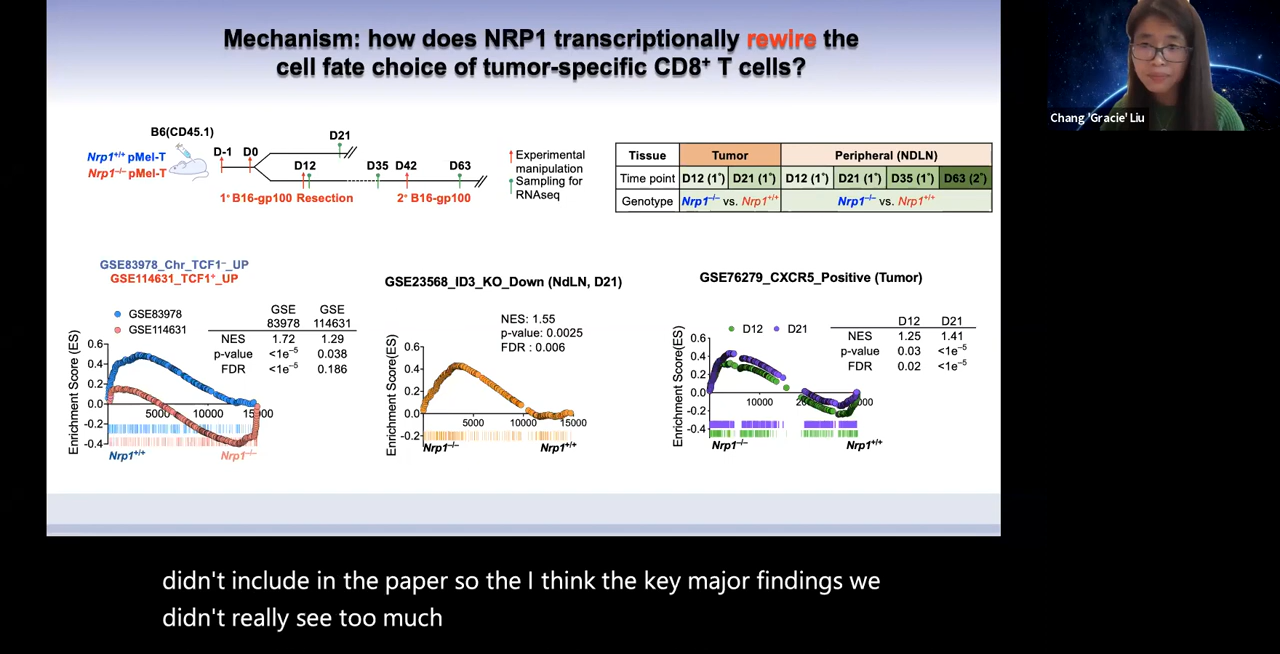 Mechanism: how does NRP1 transcriptionally rewire the
cell fate choice of tumor-specific CD8⁺ T cells?
Chang 'Gracie' Liu
B6(CD45.1)
Nrp1⁺/⁺ pMel-T
Nrp1⁻/⁻ pMel-T
D-1 D0 D21
D12 D35 D42 D63
1° B16-gp100 Resection 2° B16-gp100
Experimental
manipulation
Sampling for
RNAseq
Tissue Tumor Peripheral (NDLN)
Time point D12 (1°) D21 (1°) D12 (1°) D21 (1°) D35 (1°) D63 (2°)
Genotype Nrp1⁻/⁻ vs. Nrp1⁺/⁺ Nrp1⁻/⁻ vs. Nrp1⁺/⁺
GSE83978_Chr_TCF1⁻_UP
GSE114631_TCF1⁺_UP
GSE83978
GSE114631
GSE 83978 GSE 114631
NES 1.72 1.29
p-value <1e⁻⁵ 0.038
FDR <1e⁻⁵ 0.186
Enrichment Score (ES)
0.6
0.4
0.2
0.0
-0.2
-0.4
5000 10000 15000
Nrp1⁺/⁺ Nrp1⁻/⁻
GSE23568_ID3_KO_Down (NdLN, D21)
NES: 1.55
p-value: 0.0025
FDR : 0.006
Enrichment Score(ES)
0.6
0.4
0.2
0.0
-0.2
5000 10000 15000
Nrp1⁻/⁻ Nrp1⁺/⁺
GSE76279_CXCR5_Positive (Tumor)
D12 D21
D12 D21
NES 1.25 1.41
p-value 0.03 <1e⁻⁵
FDR 0.02 <1e⁻⁵
Enrichment Score (ES)
0.6
0.4
0.2
0.0
-0.2
-0.4
10000
Nrp1⁻/⁻ Nrp1⁺/⁺
didn't include in the paper so the I think the key major findings we
didn't really see too much